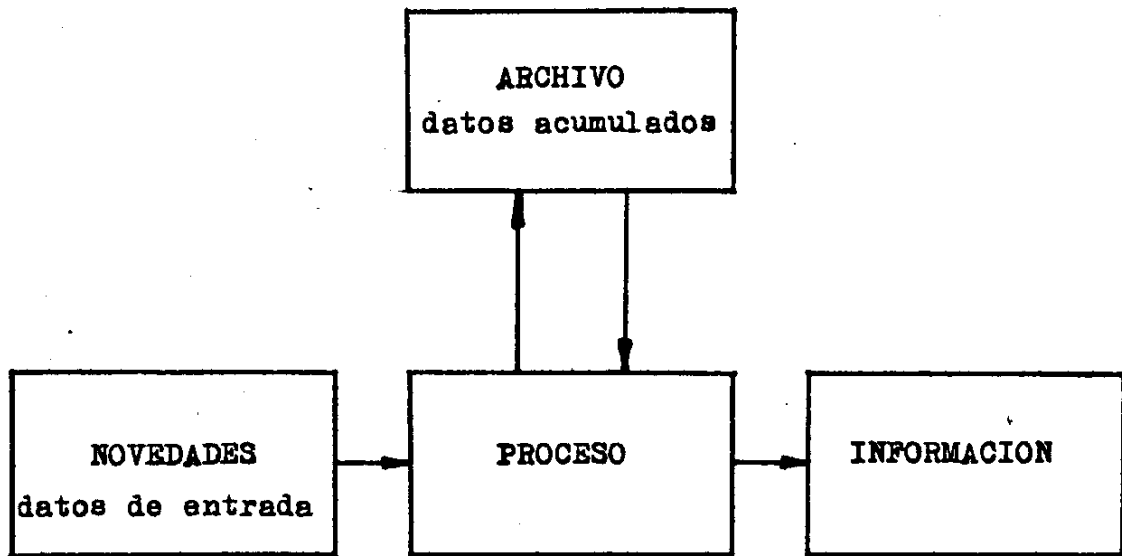 ARCHIVO
datos acumulados
NOVEDADES
datos de entrada
PROCESO
INFORMACION